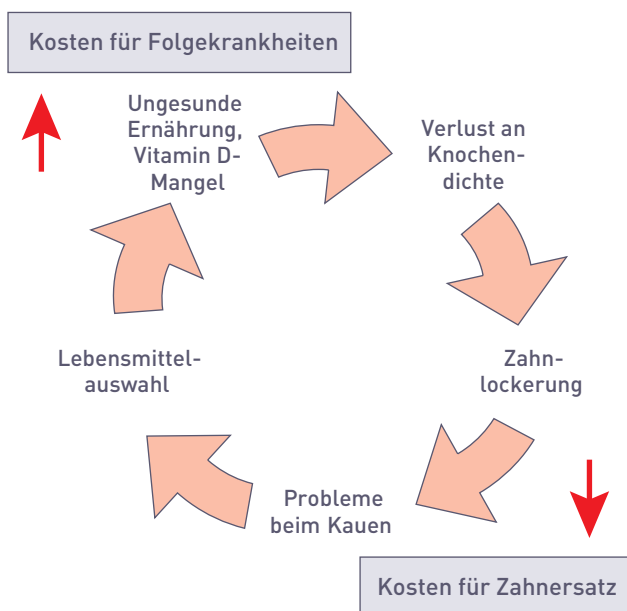 Kosten für Folgekrankheiten
Ungesunde
Ernährung,
Vitamin D-
Mangel
Verlust an
Knochen-
dichte
Zahn-
lockerung
Probleme
beim Kauen
Lebensmittel-
auswahl
Kosten für Zahnersatz